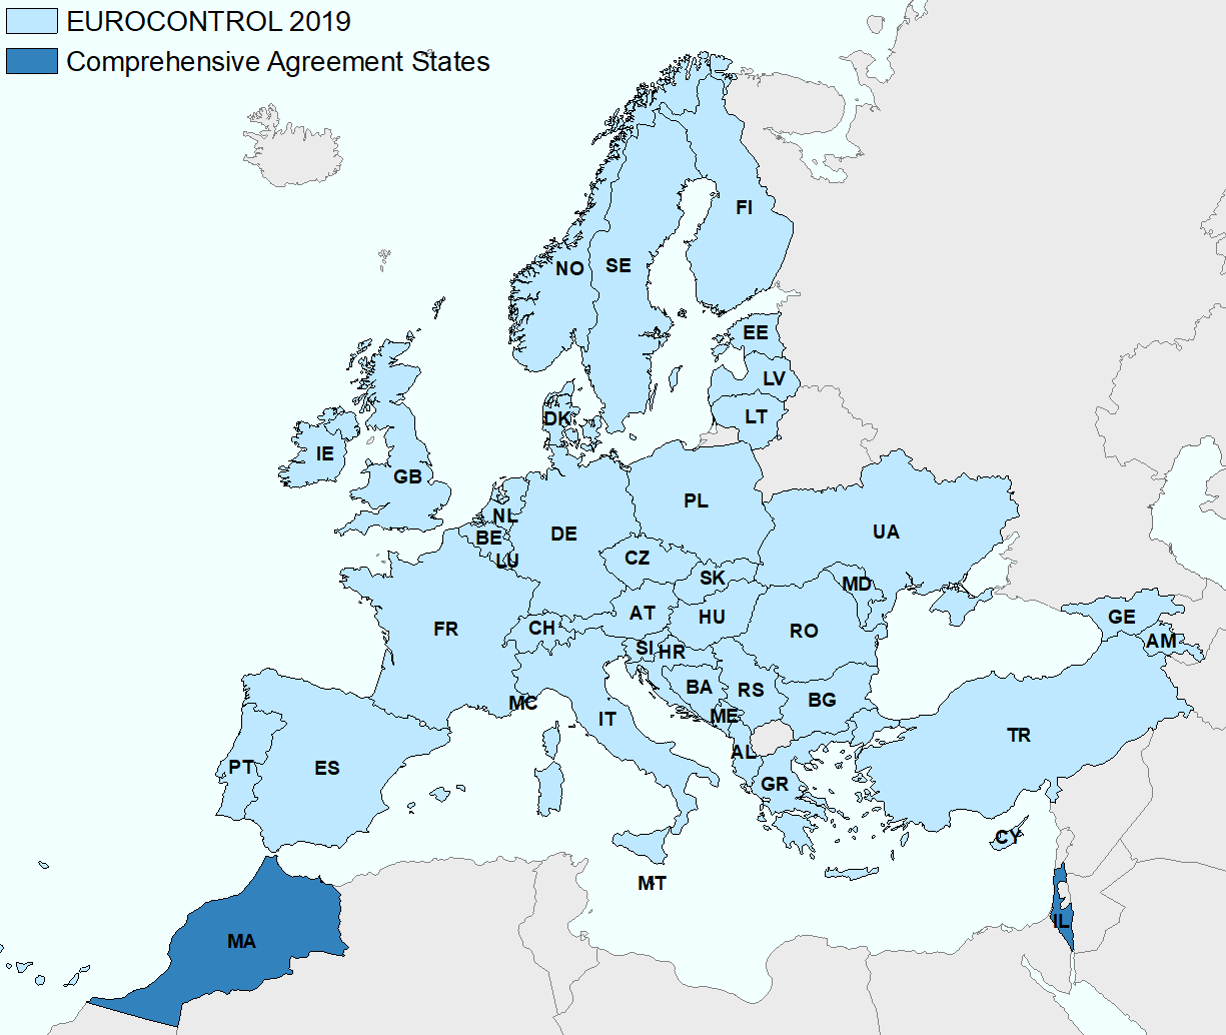 EUROCONTROL 2019
Comprehensive Agreement States
FI
NO
SE
EE
LV
LT
DK
IE
GB
PL
NL
DE
UA
BE
CZ
LU
SK
MD
AT
HU
GE
FR
CH
RO
AM
SI
HR
BA
RS
BG
MC
ME
IT
TR
AL
PT
ES
GR
CY
MT
IL
MA